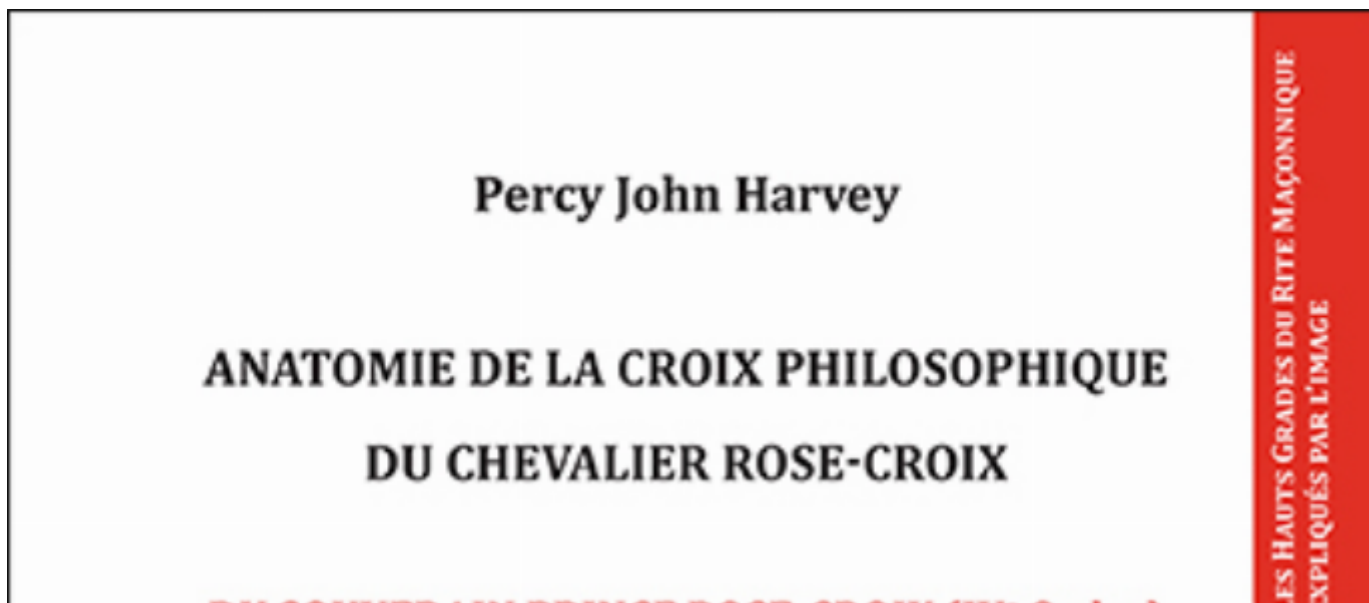 Percy John Harvey
ANATOMIE DE LA CROIX PHILOSOPHIQUE
DU CHEVALIER ROSE-CROIX
ES HAUTS GRADES DU RITE MAÇONNIQUE
XPLIQUÉS PAR L'IMAGE